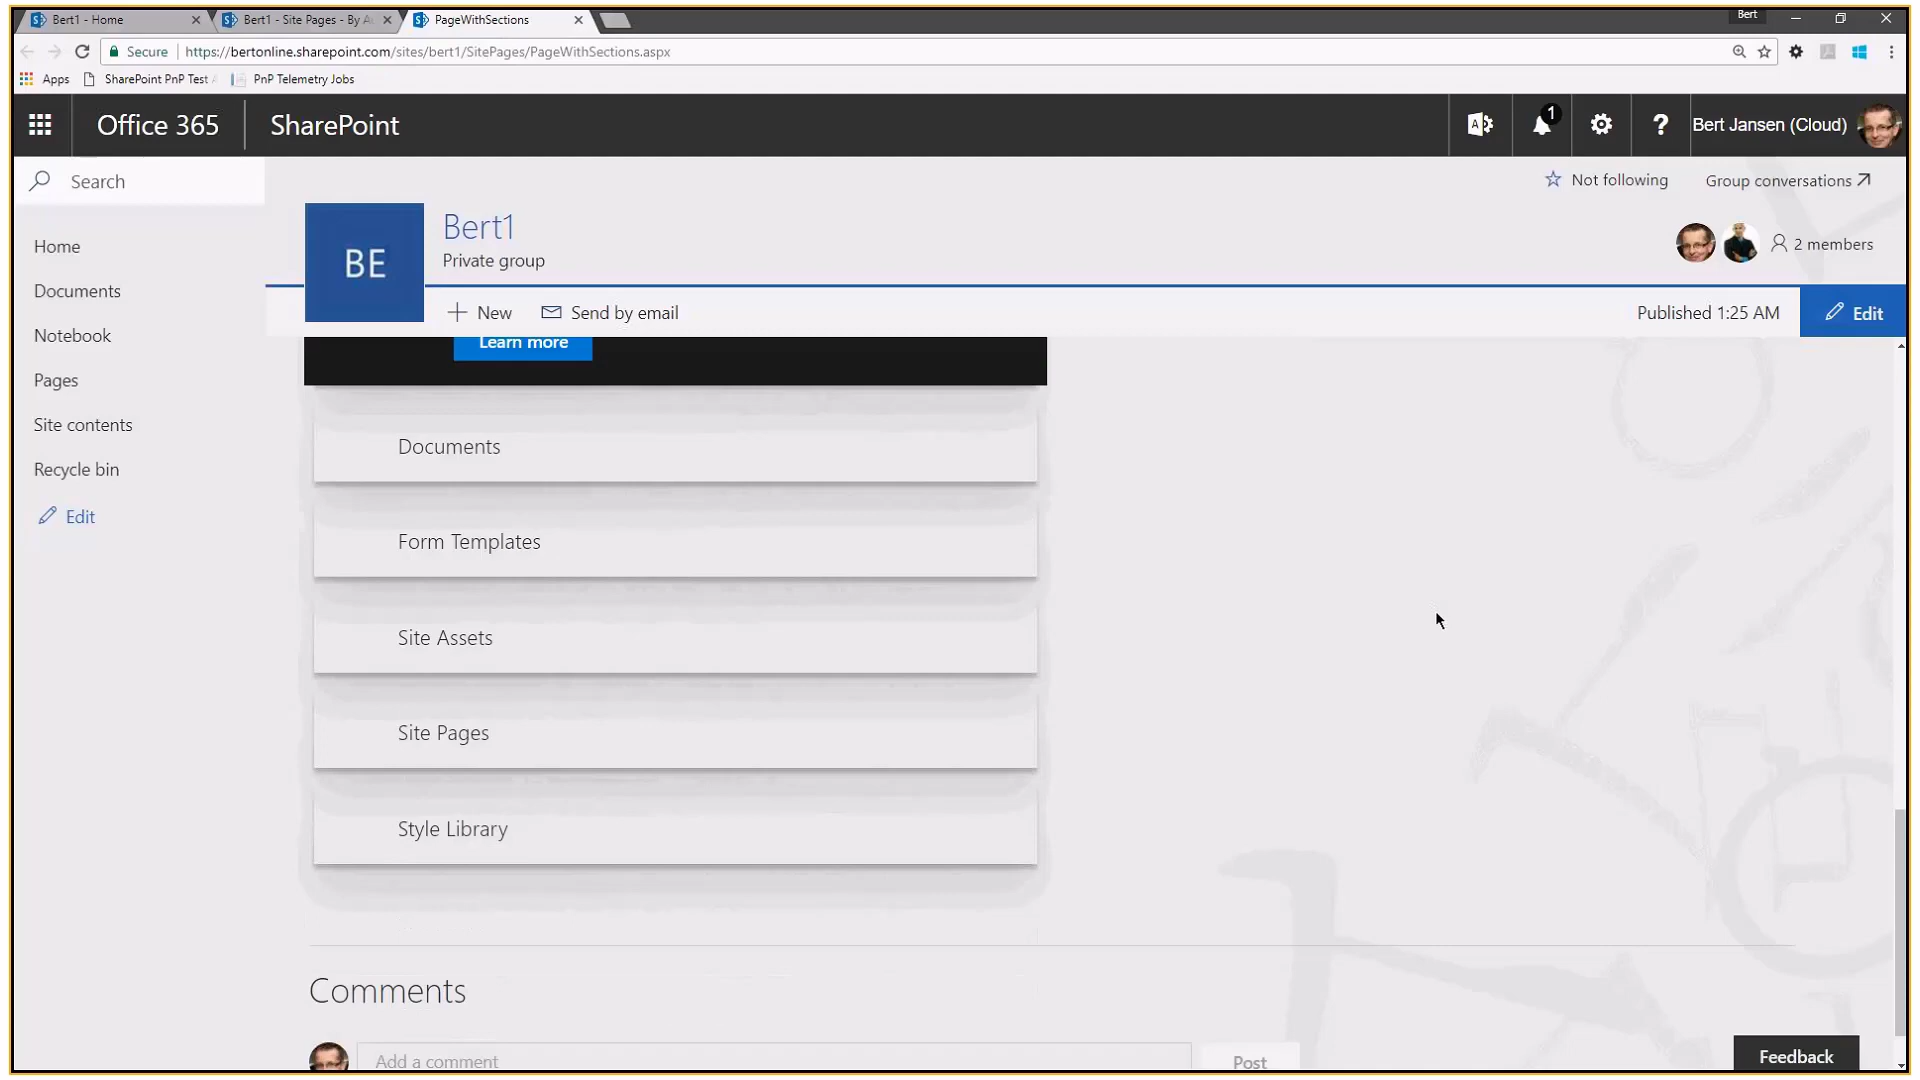 Bert1 - Home
Bert1 - Site Pages - By A
PageWithSections
Bert
Secure
https://bertonline.sharepoint.com/sites/bert1/SitePages/PageWithSections.aspx
Apps
SharePoint PnP Test
PnP Telemetry Jobs
Office 365
SharePoint
A
1
?
Bert Jansen (Cloud)
Search
Not following
Group conversations
Home
Documents
Notebook
Pages
Site contents
Recycle bin
Edit
BE
Bert1
Private group
2 members
New
Send by email
Published 1:25 AM
Edit
Learn more
Documents
Form Templates
Site Assets
Site Pages
Style Library
Comments
Add a comment
Post
Feedback